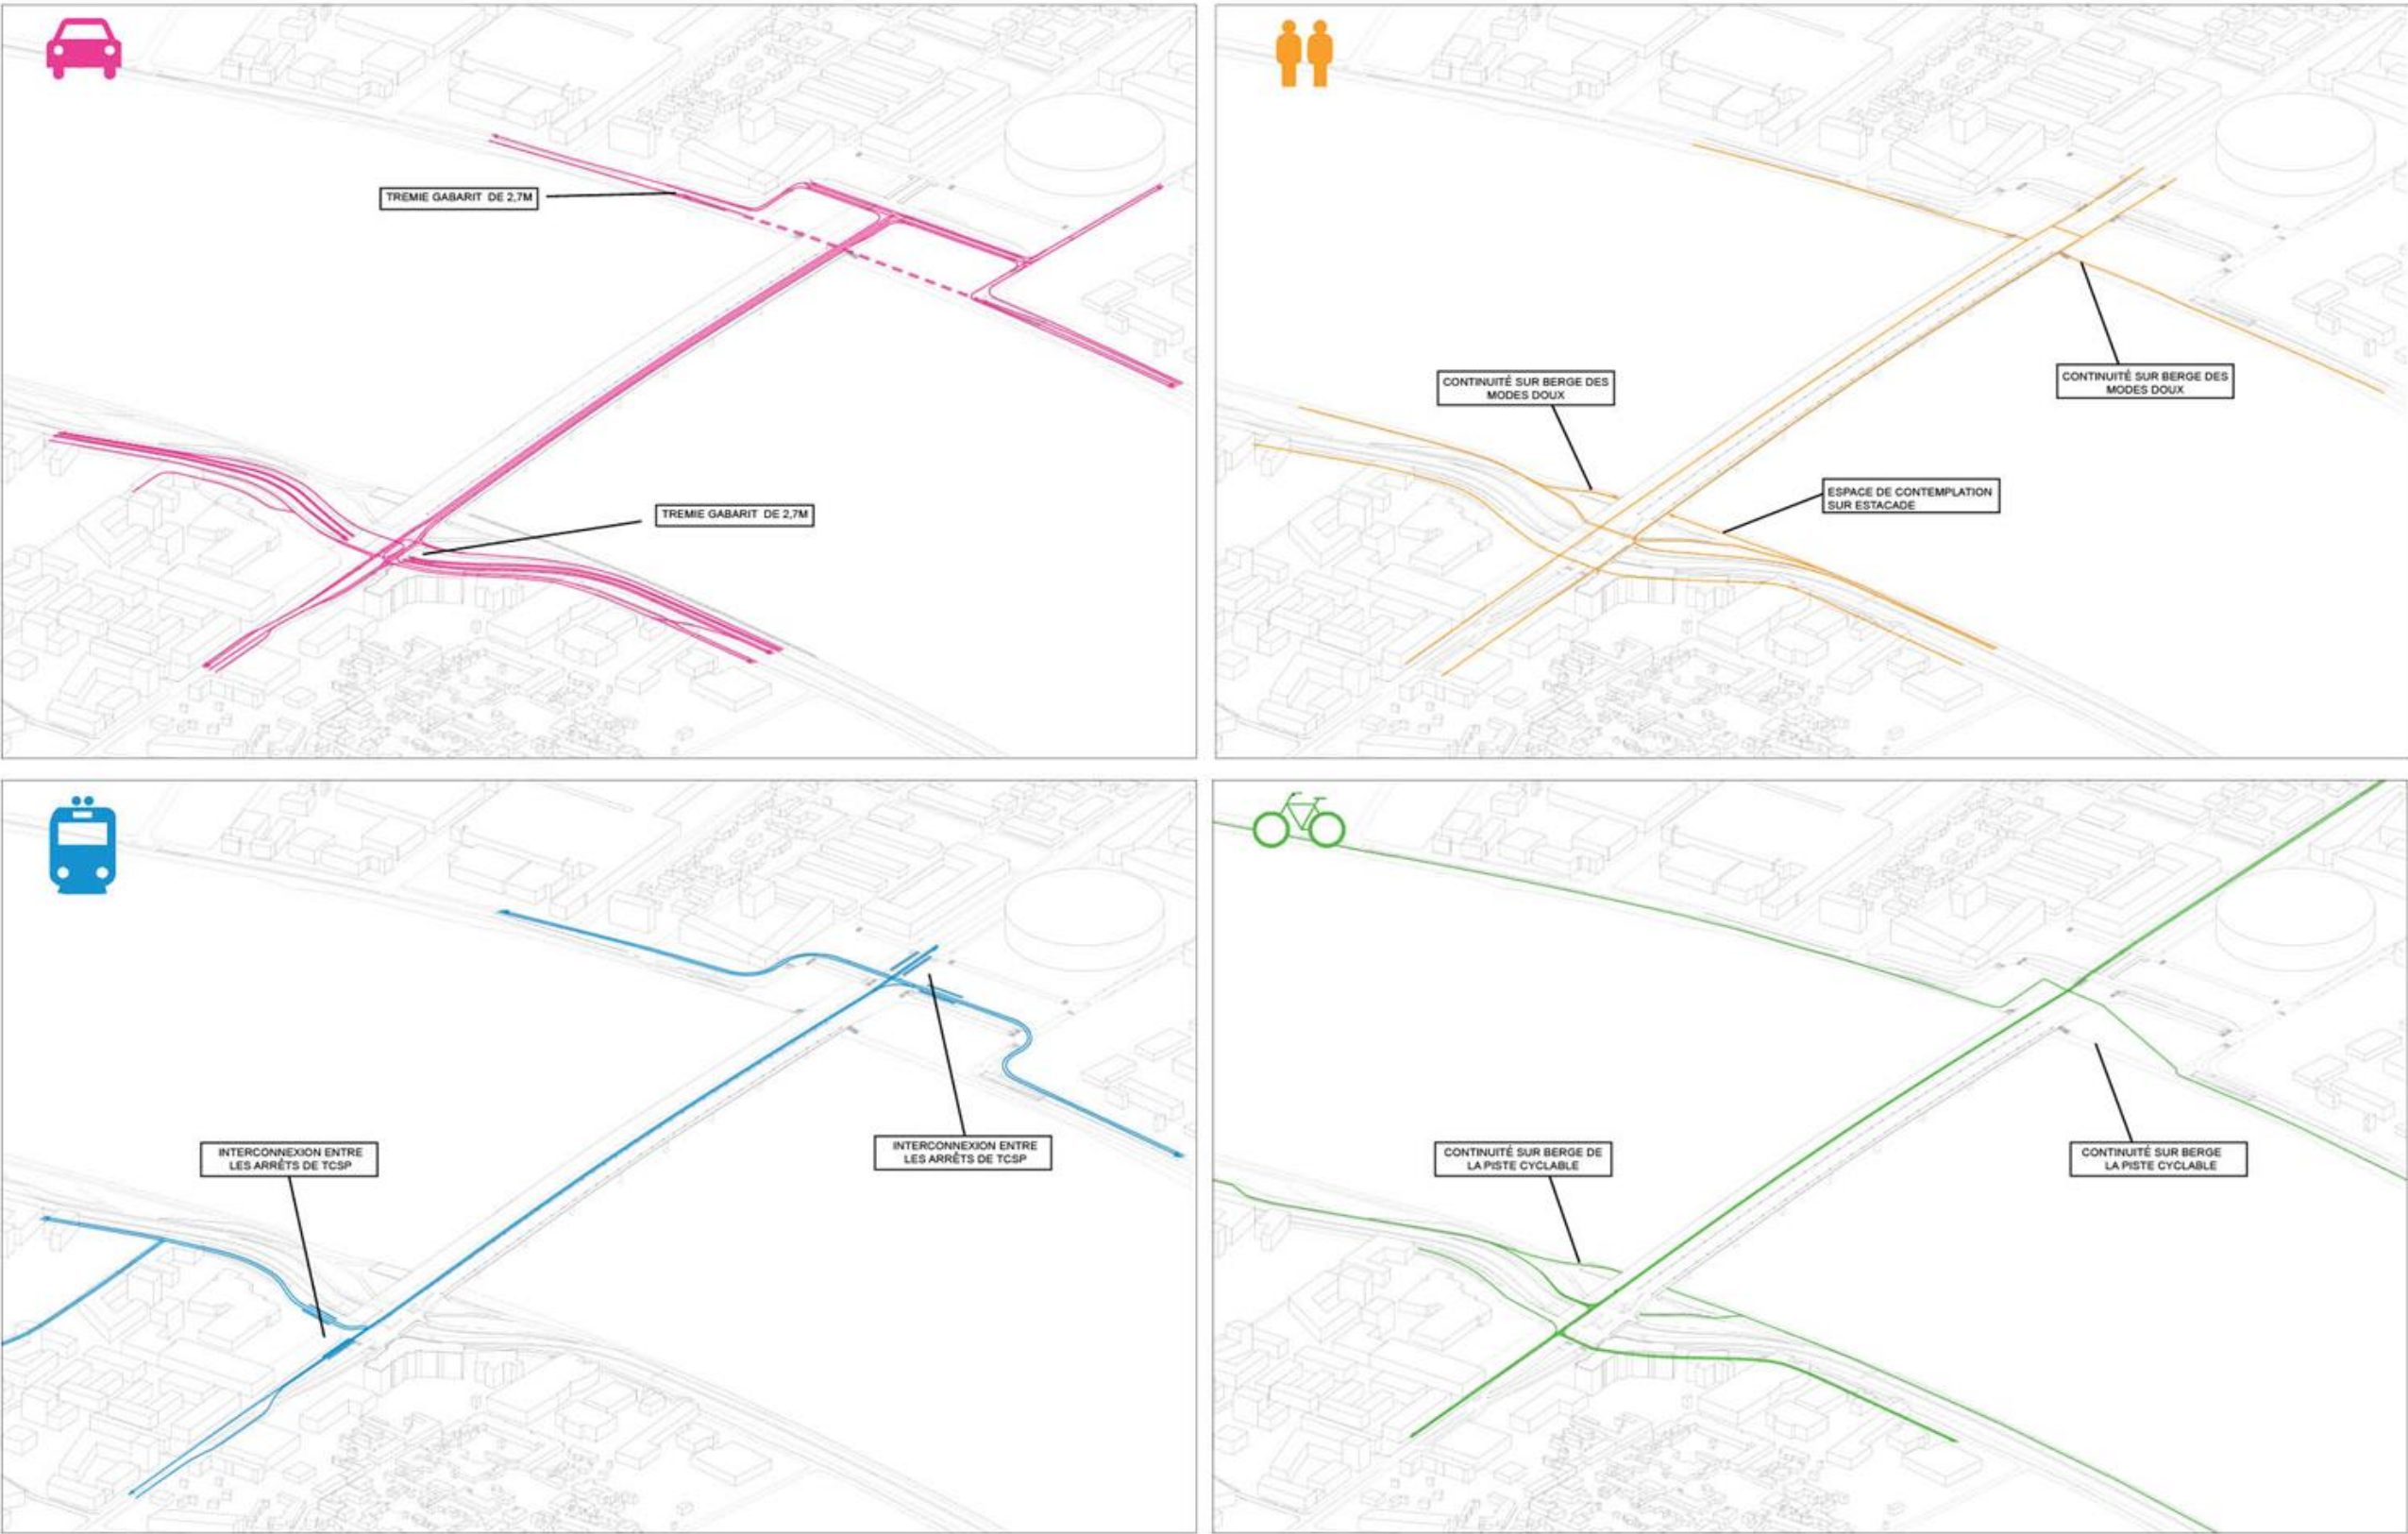 TREMIE GABARIT DE 2,7M
TREMIE GABARIT DE 2,7M
CONTINUITÉ SUR BERGE DES
MODES DOUX
CONTINUITÉ SUR BERGE DES
MODES DOUX
ESPACE DE CONTEMPLATION
SUR ESTACADE
INTERCONNEXION ENTRE
LES ARRÊTS DE TCSP
INTERCONNEXION ENTRE
LES ARRÊTS DE TCSP
CONTINUITÉ SUR BERGE DE
LA PISTE CYCLABLE
CONTINUITÉ SUR BERGE
LA PISTE CYCLABLE